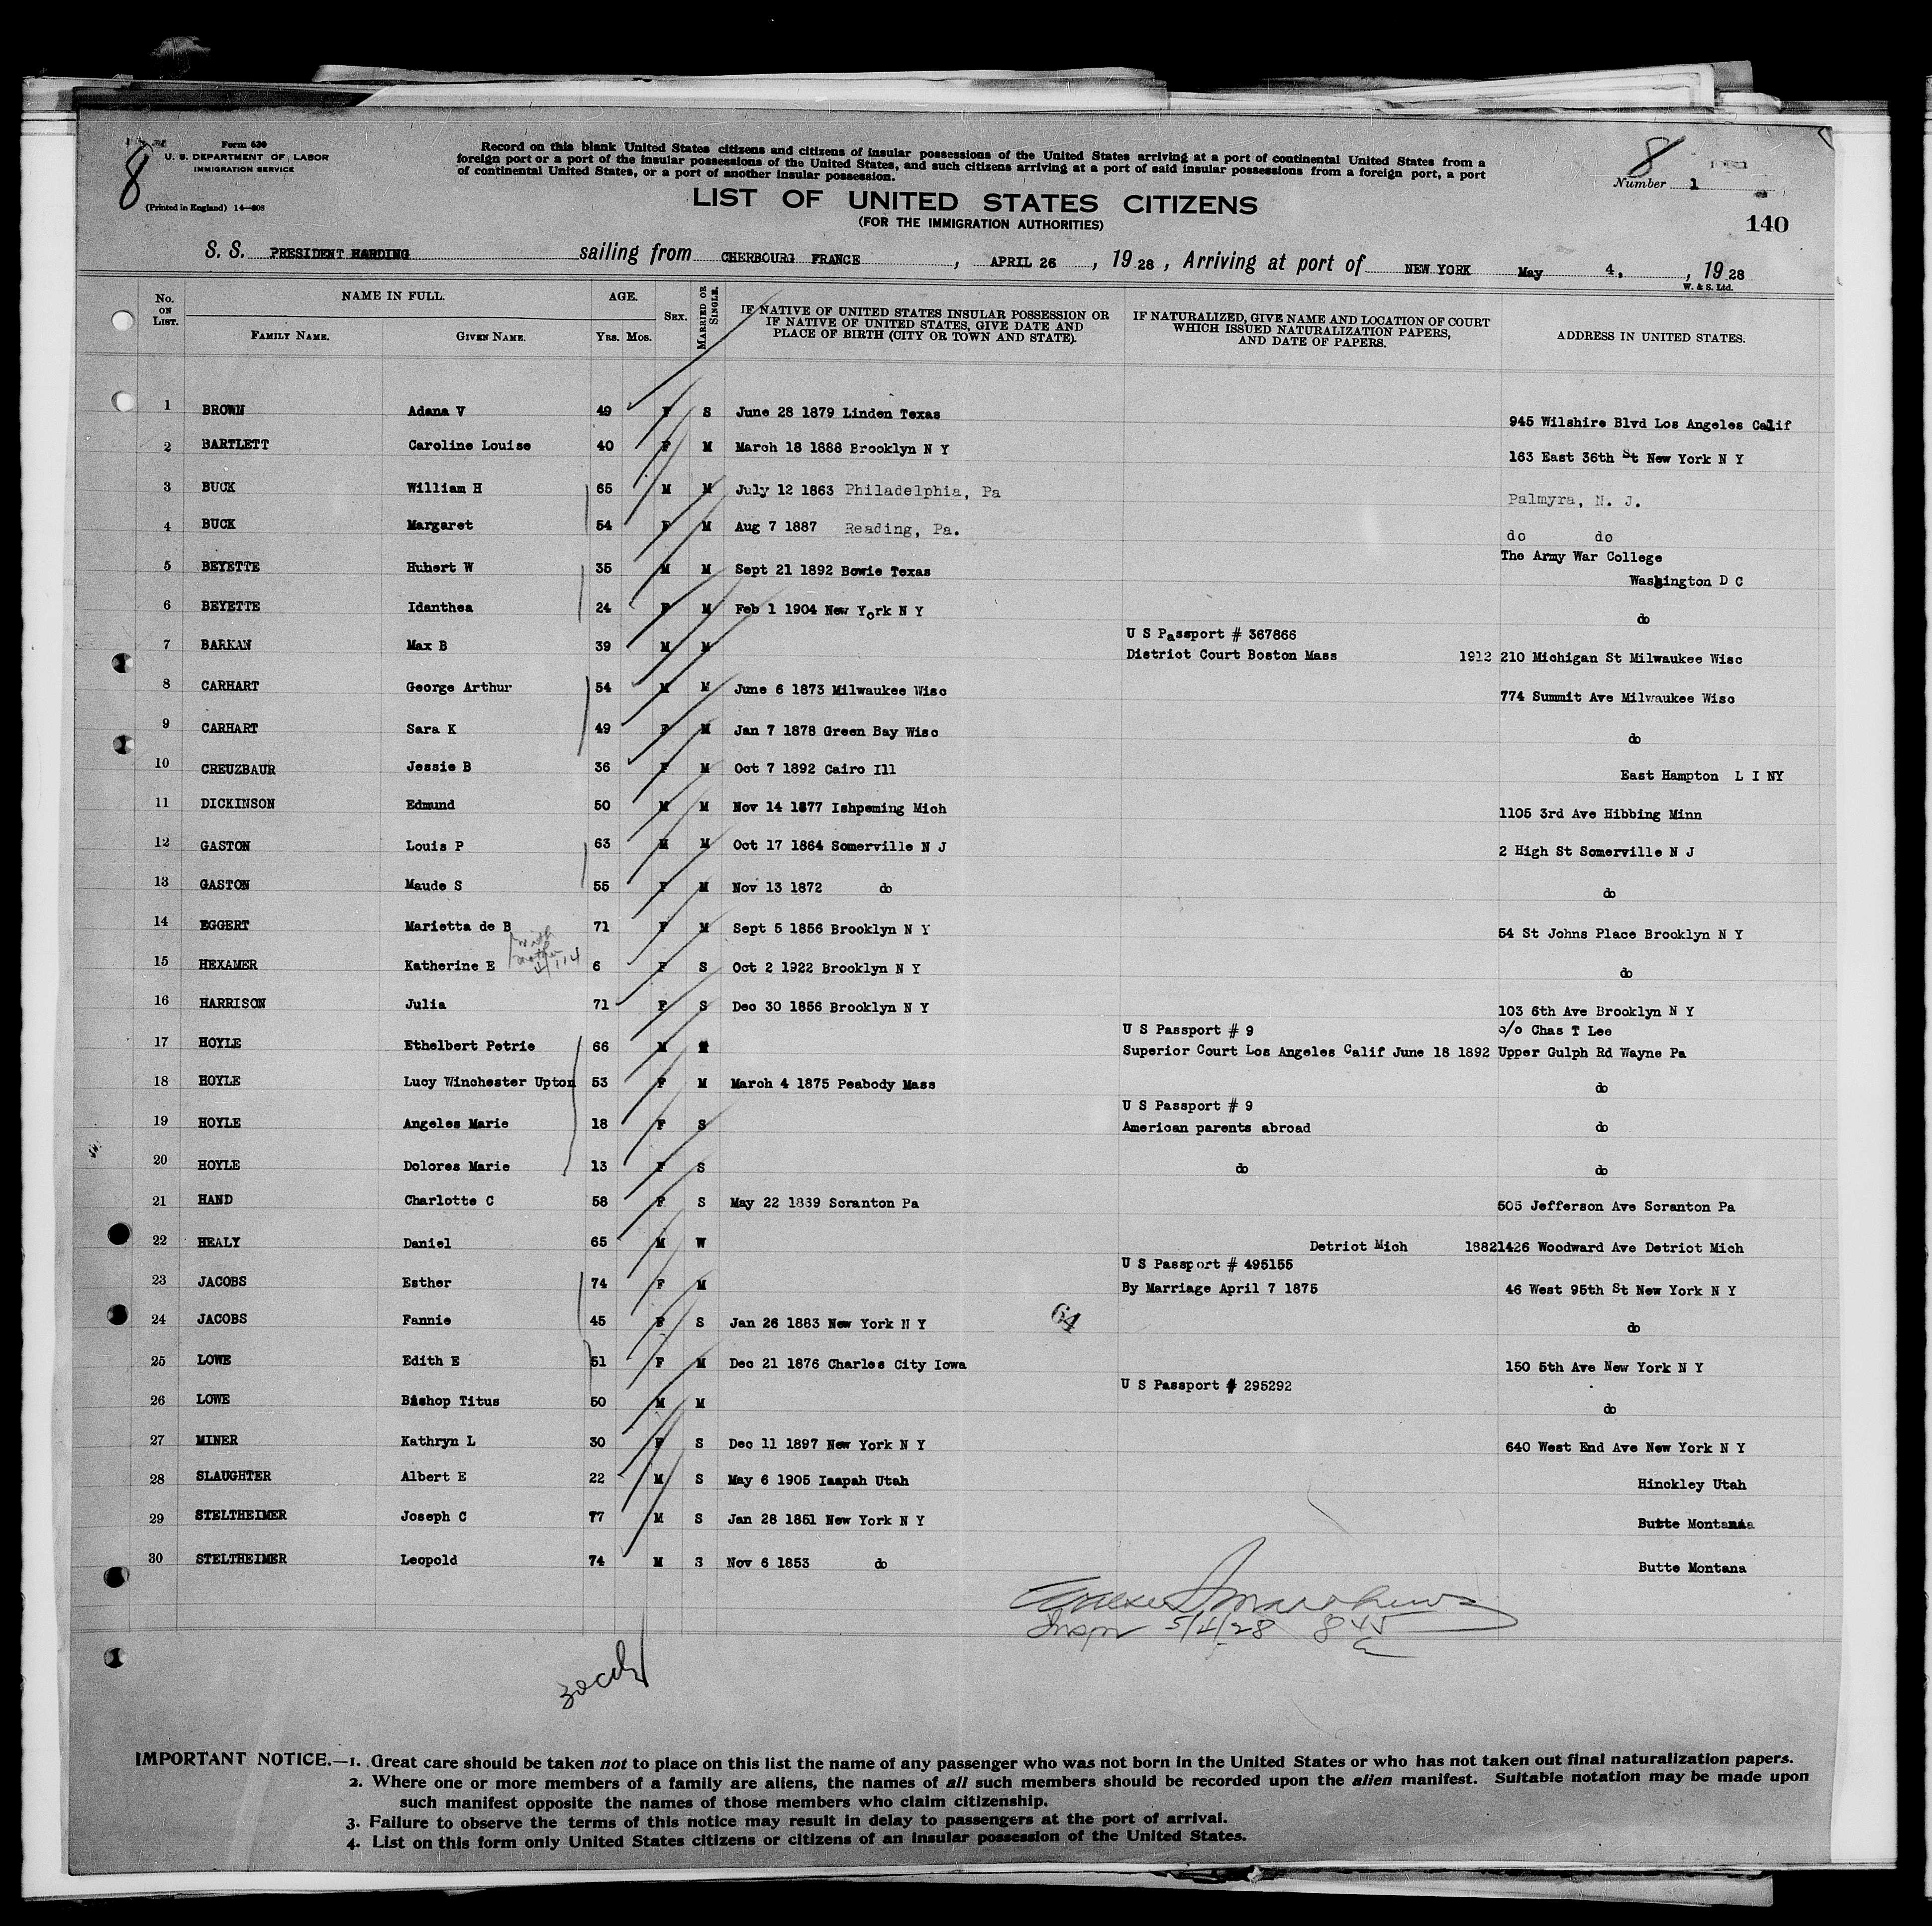 8
Form 630
U. S. DEPARTMENT OF LABOR
IMMIGRATION SERVICE
(Printed in England) 14—608
Record on this blank United States citizens and citizens of insular possessions of the United States arriving at a port of continental United States from a
foreign port or a port of the insular possessions of the United States, and such citizens arriving at a port of said insular possessions from a foreign port, a port
of continental United States, or a port of another insular possession.
LIST OF UNITED STATES CITIZENS
(FOR THE IMMIGRATION AUTHORITIES)
8
Number 1
140
S. S. PRESIDENT HARDING sailing from CHERBOURG FRANCE , APRIL 26 , 19 28 , Arriving at port of NEW YORK May 4, , 19 28
W. & S. Ltd.
No. ON LIST. NAME IN FULL. FAMILY NAME. GIVEN NAME. AGE. YRS. MOS. SEX. MARRIED OR SINGLE. IF NATIVE OF UNITED STATES INSULAR POSSESSION OR IF NATIVE OF UNITED STATES, GIVE DATE AND PLACE OF BIRTH (CITY OR TOWN AND STATE). IF NATURALIZED, GIVE NAME AND LOCATION OF COURT WHICH ISSUED NATURALIZATION PAPERS, AND DATE OF PAPERS. ADDRESS IN UNITED STATES.
1 BROWN Adana V 49 F S June 28 1879 Linden Texas 945 Wilshire Blvd Los Angeles Calif
2 BARTLETT Caroline Louise 40 F M March 18 1888 Brooklyn N Y 163 East 36th St New York N Y
3 BUCK William H 65 M M July 12 1863 Philadelphia, Pa Palmyra, N. J.
4 BUCK Margaret 54 F M Aug 7 1887 Reading, Pa. do do
5 BEYETTE Hubert W 35 M M Sept 21 1892 Bowie Texas The Army War College
Washington D C
6 BEYETTE Idanthea 24 F M Feb 1 1904 New York N Y do
U S Passport # 367866
7 BARKAN Max B 39 M M District Court Boston Mass 1912 210 Michigan St Milwaukee Wisc
8 CARHART George Arthur 54 M M June 6 1873 Milwaukee Wisc 774 Summit Ave Milwaukee Wisc
9 CARHART Sara K 49 F M Jan 7 1878 Green Bay Wisc do
10 CREUZBAUR Jessie B 36 F M Oct 7 1892 Cairo Ill East Hampton L I NY
11 DICKINSON Edmund 50 M M Nov 14 1877 Ishpeming Mich 1105 3rd Ave Hibbing Minn
12 GASTON Louis P 63 M M Oct 17 1864 Somerville N J 2 High St Somerville N J
13 GASTON Maude S 55 F M Nov 13 1872 do do
14 EGGERT Marietta de B 71 F M Sept 5 1856 Brooklyn N Y 54 St Johns Place Brooklyn N Y
with mother
15 HEXAMER Katherine E 6 F S Oct 2 1922 Brooklyn N Y do
16 HARRISON Julia 71 F S Dec 30 1856 Brooklyn N Y 103 6th Ave Brooklyn N Y
U S Passport # 9 c/o Chas T Lee
17 HOYLE Ethelbert Petrie 66 M M Superior Court Los Angeles Calif June 18 1892 Upper Gulph Rd Wayne Pa
18 HOYLE Lucy Winchester Upton 53 F M March 4 1875 Peabody Mass do
U S Passport # 9
19 HOYLE Angeles Marie 18 F S American parents abroad do
20 HOYLE Dolores Marie 13 F S do do
21 HAND Charlotte C 58 F S May 22 1869 Scranton Pa 505 Jefferson Ave Scranton Pa
22 HEALY Daniel 65 M W Detriot Mich 1882 1426 Woodward Ave Detriot Mich
U S Passport # 495155
23 JACOBS Esther 74 F M By Marriage April 7 1875 46 West 95th St New York N Y
24 JACOBS Fannie 45 F S Jan 26 1883 New York N Y 64 do
25 LOWE Edith E 51 F M Dec 21 1876 Charles City Iowa 150 5th Ave New York N Y
U S Passport # 295292
26 LOWE Bishop Titus 50 M M do
27 MINER Kathryn L 30 F S Dec 11 1897 New York N Y 640 West End Ave New York N Y
28 SLAUGHTER Albert E 22 M S May 6 1905 Iaapah Utah Hinckley Utah
29 STELTHEIMER Joseph C 77 M S Jan 28 1851 New York N Y Butte Montana
30 STELTHEIMER Leopold 74 M S Nov 6 1853 do Butte Montana
Inspr 5/4/28 845
IMPORTANT NOTICE.—1. Great care should be taken not to place on this list the name of any passenger who was not born in the United States or who has not taken out final naturalization papers.
2. Where one or more members of a family are aliens, the names of all such members should be recorded upon the alien manifest. Suitable notation may be made upon
such manifest opposite the names of those members who claim citizenship.
3. Failure to observe the terms of this notice may result in delay to passengers at the port of arrival.
4. List on this form only United States citizens or citizens of an insular possession of the United States.